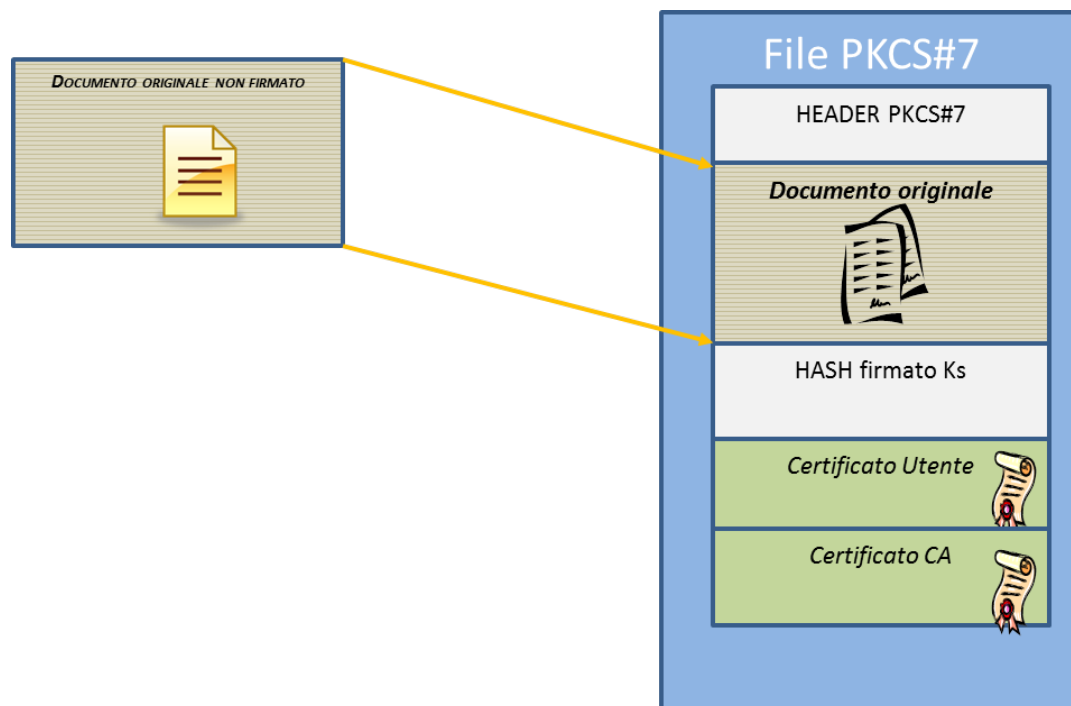 File PKCS#7
DOCUMENTO ORIGINALE NON FIRMATO
HEADER PKCS#7
Documento originale
HASH firmato Ks
Certificato Utente
Certificato CA